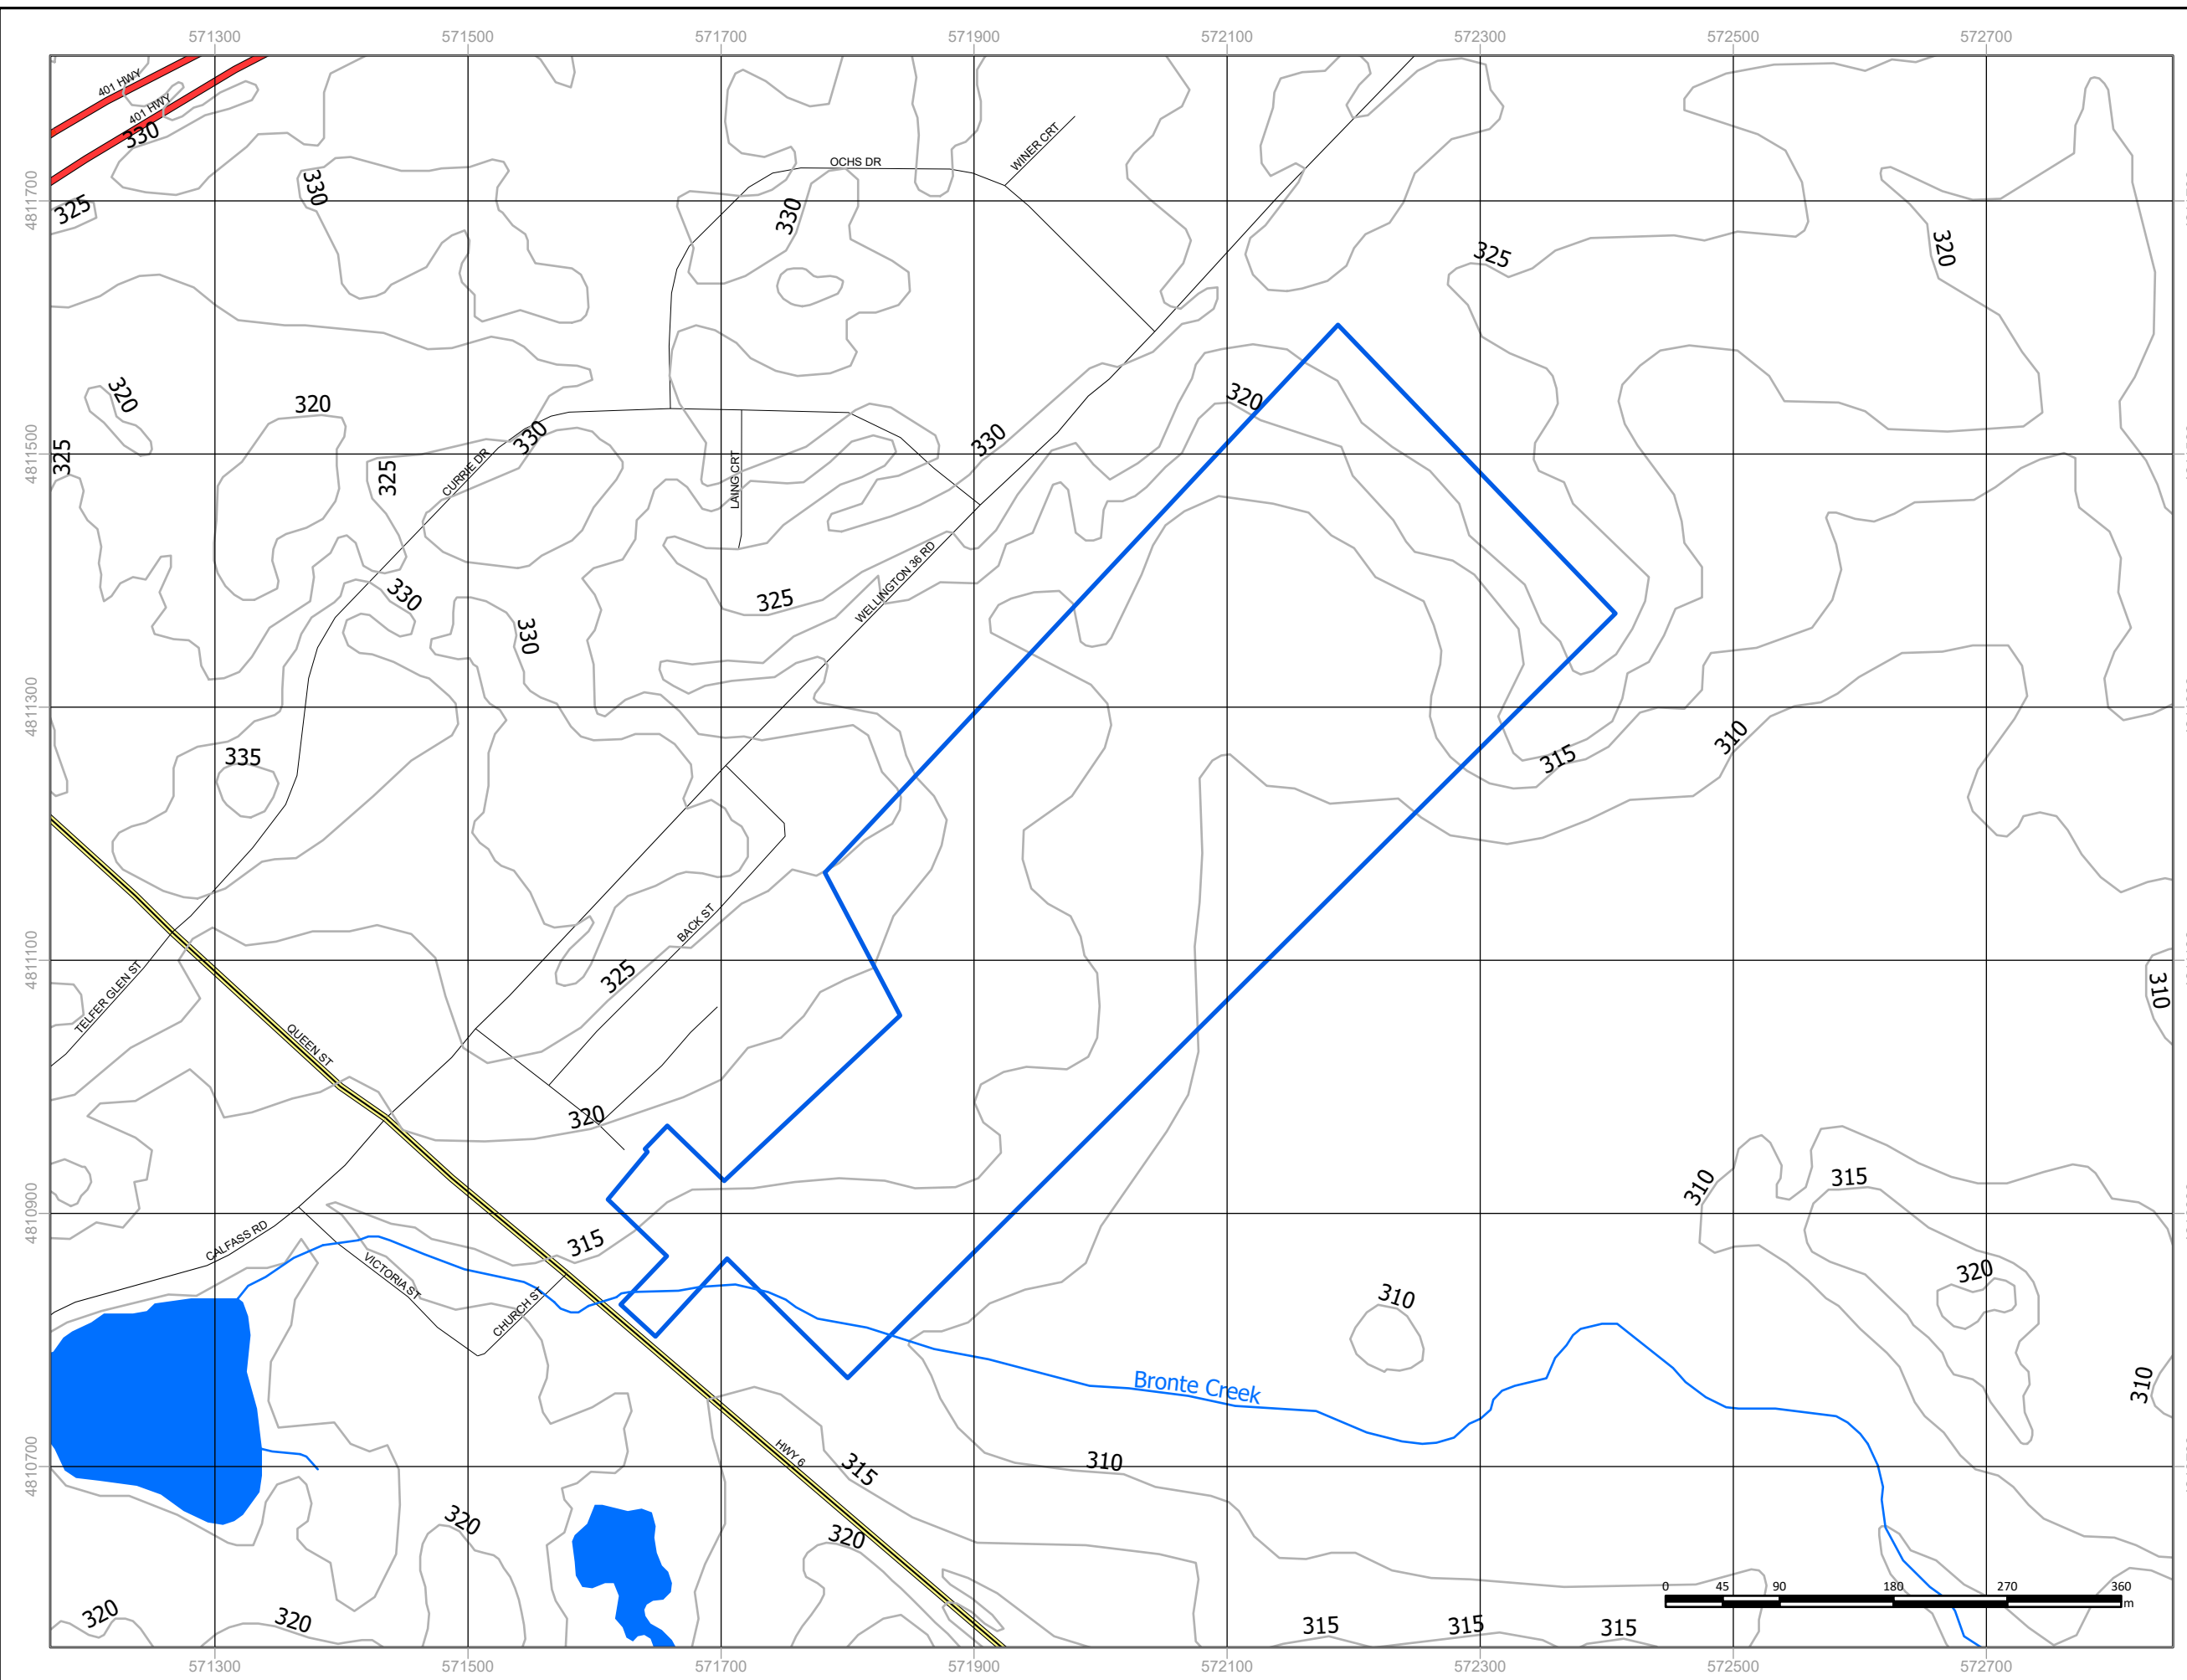 571300 571500 571700 571900 572100 572300 572500 572700
401 HWY
401 HWY
330
OCHS DR
WINER CRT
4811700
325
330
330
325
320
320
320
320
4811500
325
330
CURRIE DR
325
LAING CRT
330
WELLINGTON 36 RD
330
325
330
4811300
335
315
310
BACK ST
325
4811100
TELFER GLEN ST
QUEEN ST
310
320
4810900
CALFASS RD
VICTORIA ST
CHURCH ST
315
310
315
320
310
310
Bronte Creek
4810700
HWY 6
315
310
320
320
0 45 90 180 270 360
m
320
320
315
315
315
571300 571500 571700 571900 572100 572300 572500 572700